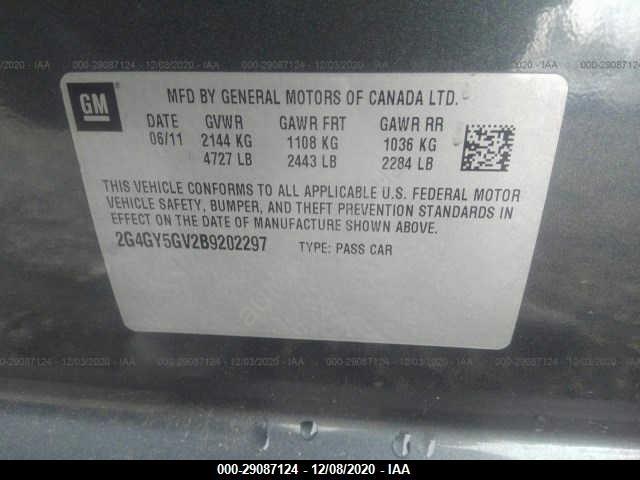 GM
MFD BY GENERAL MOTORS OF CANADA LTD.
DATE GVWR GAWR FRT GAWR RR
06/11 2144 KG 1108 KG 1036 KG
4727 LB 2443 LB 2284 LB
THIS VEHICLE CONFORMS TO ALL APPLICABLE U.S. FEDERAL MOTOR
VEHICLE SAFETY, BUMPER, AND THEFT PREVENTION STANDARDS IN
EFFECT ON THE DATE OF MANUFACTURE SHOWN ABOVE.
2G4GY5GV2B9202297 TYPE: PASS CAR
000-29087124 - 12/08/2020 - IAA